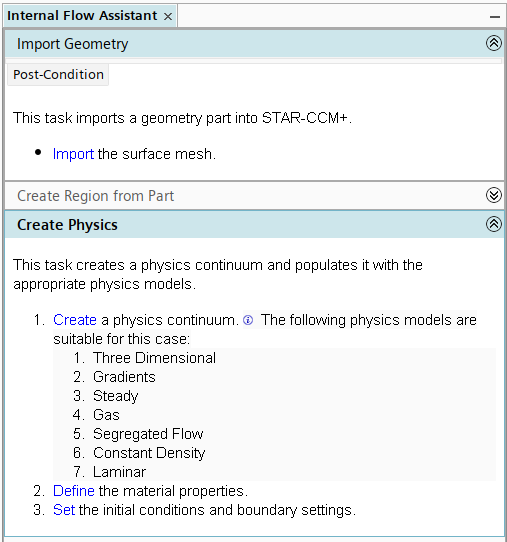 Internal Flow Assistant ×
Import Geometry
Post-Condition
This task imports a geometry part into STAR-CCM+.
• Import the surface mesh.
Create Region from Part
Create Physics
This task creates a physics continuum and populates it with the
appropriate physics models.
1. Create a physics continuum. i The following physics models are
suitable for this case:
1. Three Dimensional
2. Gradients
3. Steady
4. Gas
5. Segregated Flow
6. Constant Density
7. Laminar
2. Define the material properties.
3. Set the initial conditions and boundary settings.